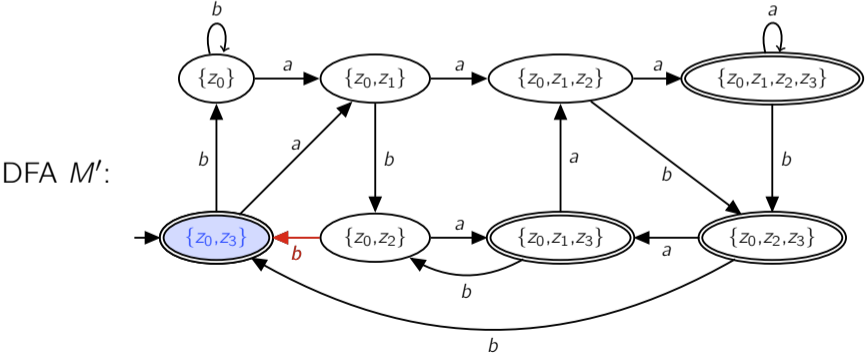 b a
{z₀} a {z₀,z₁} a {z₀,z₁,z₂} a {z₀,z₁,z₂,z₃}
b a b a b b
DFA M′:
{z₀,z₃} b {z₀,z₂} a {z₀,z₁,z₃} a {z₀,z₂,z₃}
b
b